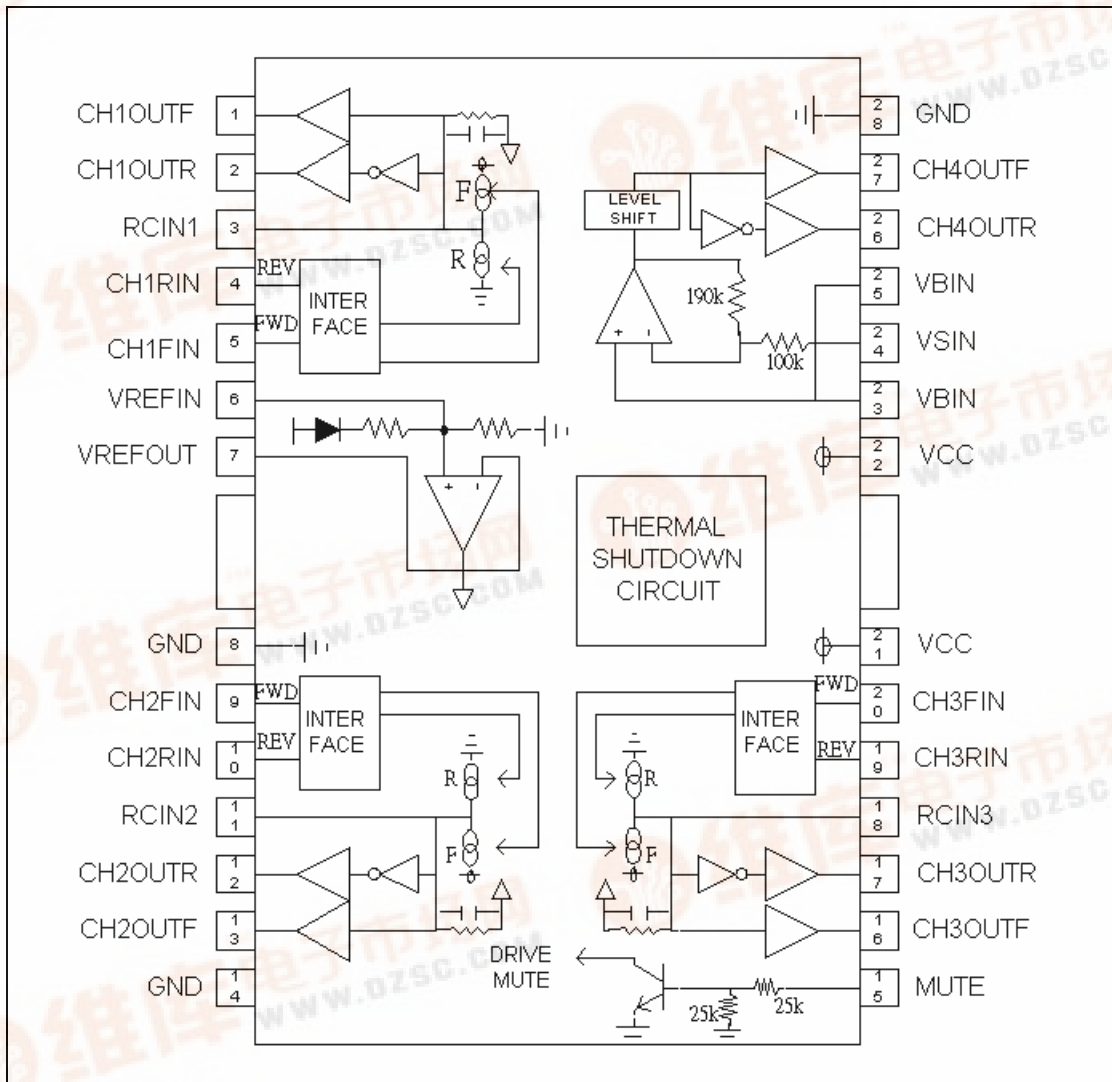 CH1OUTF 1
CH1OUTR 2
RCIN1 3
CH1RIN 4 REV
CH1FIN 5 FWD
INTER FACE
F
R
VREFIN 6
VREFOUT 7
+ -
GND 8
CH2FIN 9 FWD
CH2RIN 10 REV
INTER FACE
R
F
RCIN2 11
CH2OUTR 12
CH2OUTF 13
GND 14
28 GND
27 CH4OUTF
26 CH4OUTR
LEVEL SHIFT
25 VBIN
190k
+ -
24 VSIN
100k
23 VBIN
22 VCC
THERMAL
SHUTDOWN
CIRCUIT
21 VCC
FWD 20 CH3FIN
REV 19 CH3RIN
INTER FACE
R
F
18 RCIN3
17 CH3OUTR
16 CH3OUTF
DRIVE
MUTE
15 MUTE
25k
25k
维库电子市场网
WWW.DZSC.COM